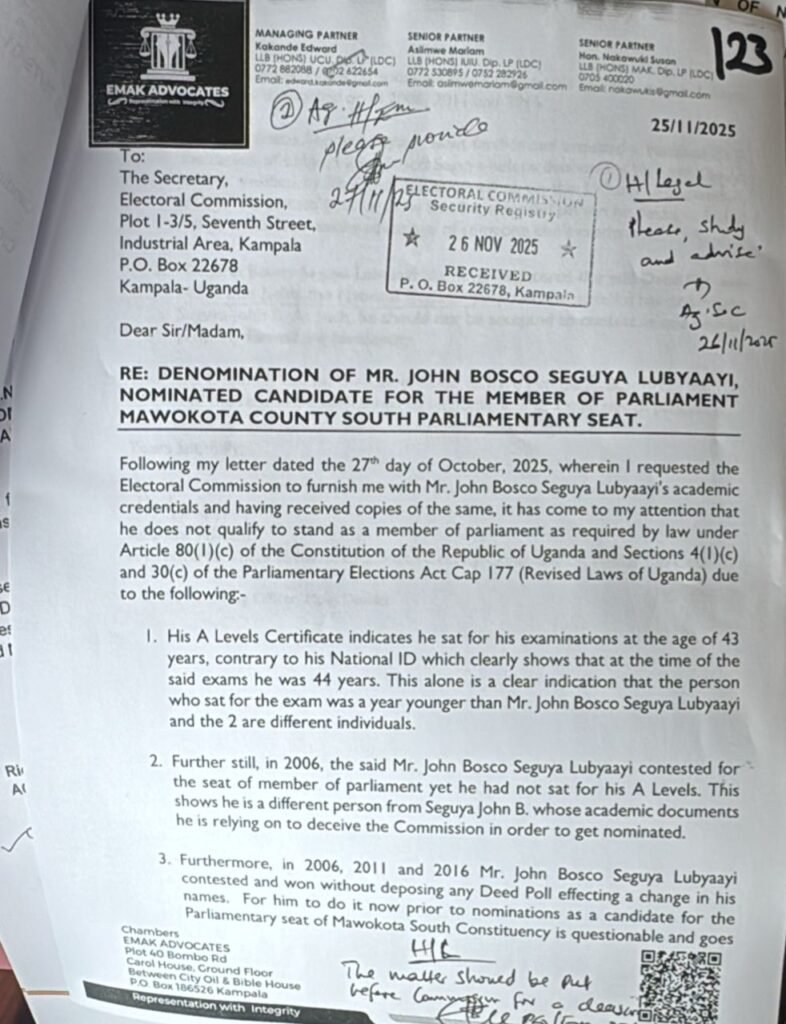 OF N
123
EMAK ADVOCATES
Representation with Integrity
MANAGING PARTNER
Kakande Edward
LLB (HONS) UCU, Dip. LP (LDC)
0772 882088 / 622654
Email: edward.kakande@gmail.com
SENIOR PARTNER
Asiimwe Mariam
LLB (HONS) IUIU. Dip. LP (LDC)
0772 530895 / 0752 282926
Email: asiimwemariam@gmail.com
SENIOR PARTNER
Hon. Nakawuki Susan
LLB (HONS) MAK. Dip. LP (LDC)
0705 400020
Email: nakawukis@gmail.com
25/11/2025
② Ag. H/
please provide
27/11/25
To:
The Secretary,
Electoral Commission,
Plot 1-3/5, Seventh Street,
Industrial Area, Kampala
P.O. Box 22678
Kampala- Uganda
ELECTORAL COMMISSION
Security Registry
26 NOV 2025
RECEIVED
P. O. Box 22678, Kampala
① H/Legal
Please, study
and advise.
Ag. S/EC
26/11/2025
Dear Sir/Madam,
RE: DENOMINATION OF MR. JOHN BOSCO SEGUYA LUBYAAYI,
NOMINATED CANDIDATE FOR THE MEMBER OF PARLIAMENT
MAWOKOTA COUNTY SOUTH PARLIAMENTARY SEAT.
Following my letter dated the 27th day of October, 2025, wherein I requested the
Electoral Commission to furnish me with Mr. John Bosco Seguya Lubyaayi's academic
credentials and having received copies of the same, it has come to my attention that
he does not qualify to stand as a member of parliament as required by law under
Article 80(1)(c) of the Constitution of the Republic of Uganda and Sections 4(1)(c)
and 30(c) of the Parliamentary Elections Act Cap 177 (Revised Laws of Uganda) due
to the following:-
1. His A Levels Certificate indicates he sat for his examinations at the age of 43
years, contrary to his National ID which clearly shows that at the time of the
said exams he was 44 years. This alone is a clear indication that the person
who sat for the exam was a year younger than Mr. John Bosco Seguya Lubyaayi
and the 2 are different individuals.
2. Further still, in 2006, the said Mr. John Bosco Seguya Lubyaayi contested for
the seat of member of parliament yet he had not sat for his A Levels. This
shows he is a different person from Seguya John B. whose academic documents
he is relying on to deceive the Commission in order to get nominated.
3. Furthermore, in 2006, 2011 and 2016 Mr. John Bosco Seguya Lubyaayi
contested and won without deposing any Deed Poll effecting a change in his
names. For him to do it now prior to nominations as a candidate for the
Parliamentary seat of Mawokota South Constituency is questionable and goes
Chambers
EMAK ADVOCATES
Plot 40 Bombo Rd
Carol House, Ground Floor
Between City Oil & Bible House
P.O. Box 186526 Kampala
Representation with Integrity
The matter should be put
before Commission for a